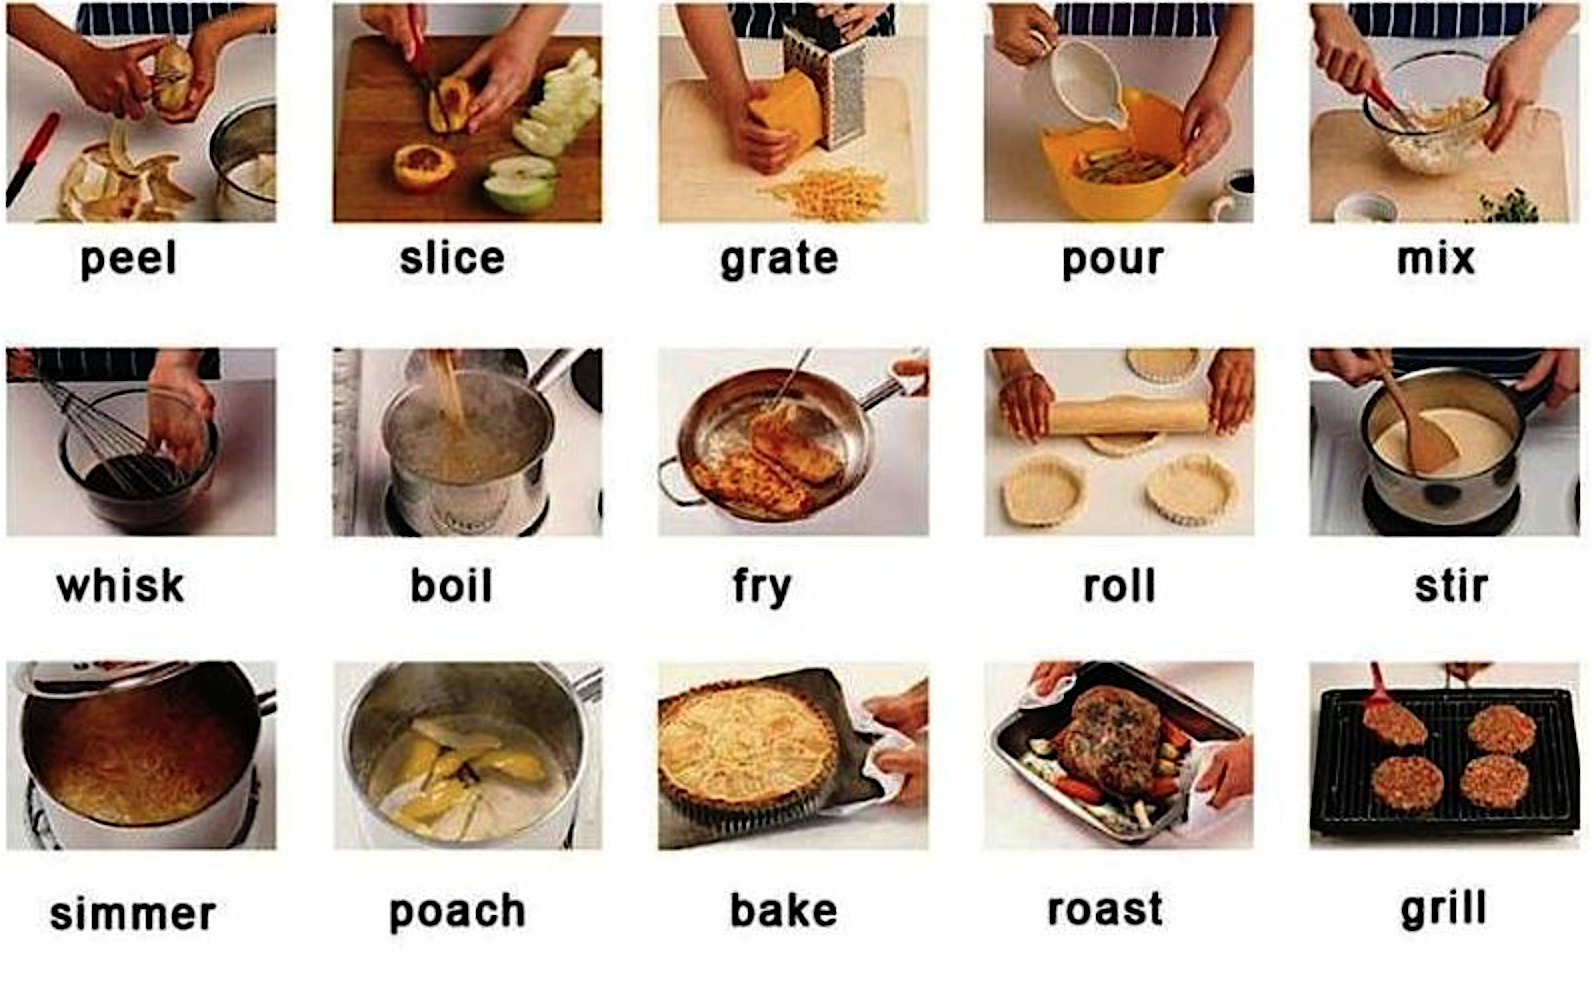 peel slice grate pour mix
whisk boil fry roll stir
simmer poach bake roast grill